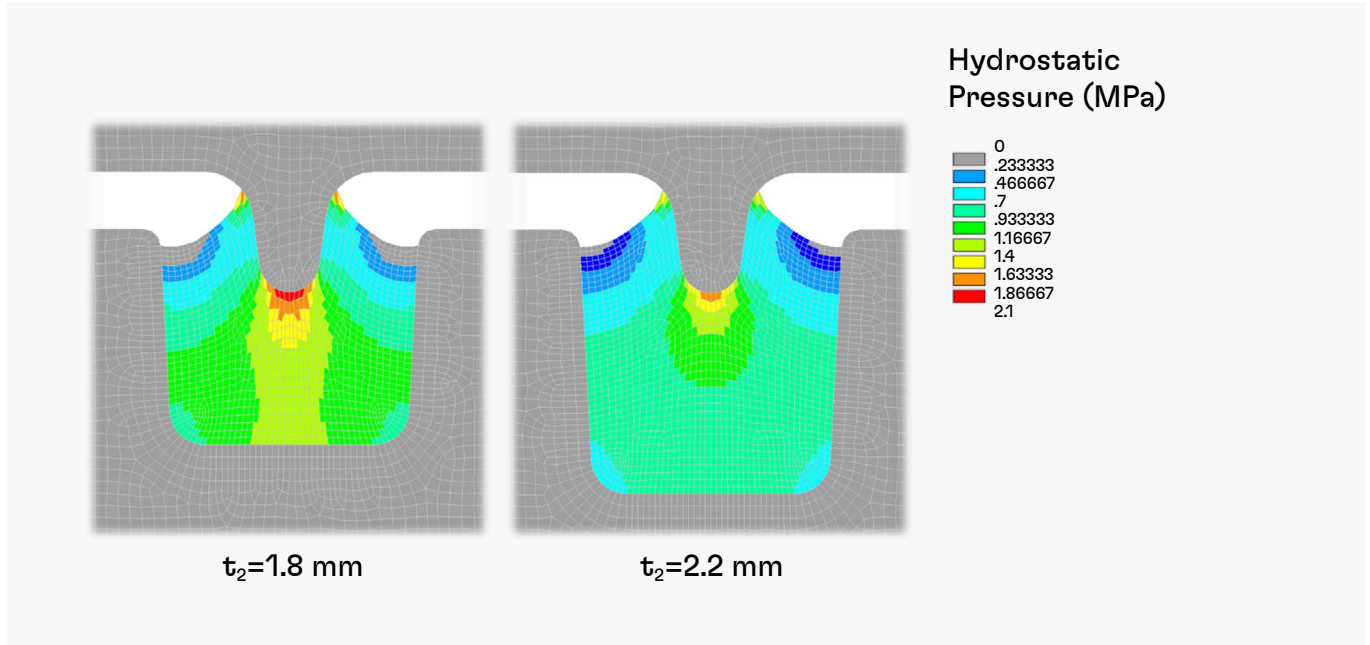 Hydrostatic
Pressure (MPa)
0
.233333
.466667
.7
.933333
1.16667
1.4
1.63333
1.86667
2.1
t₂=1.8 mm
t₂=2.2 mm